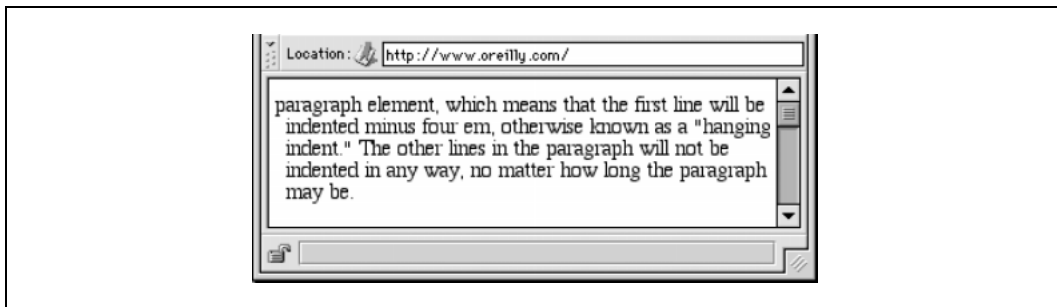 Location: http://www.oreilly.com/
paragraph element, which means that the first line will be
indented minus four em, otherwise known as a "hanging
indent." The other lines in the paragraph will not be
indented in any way, no matter how long the paragraph
may be.